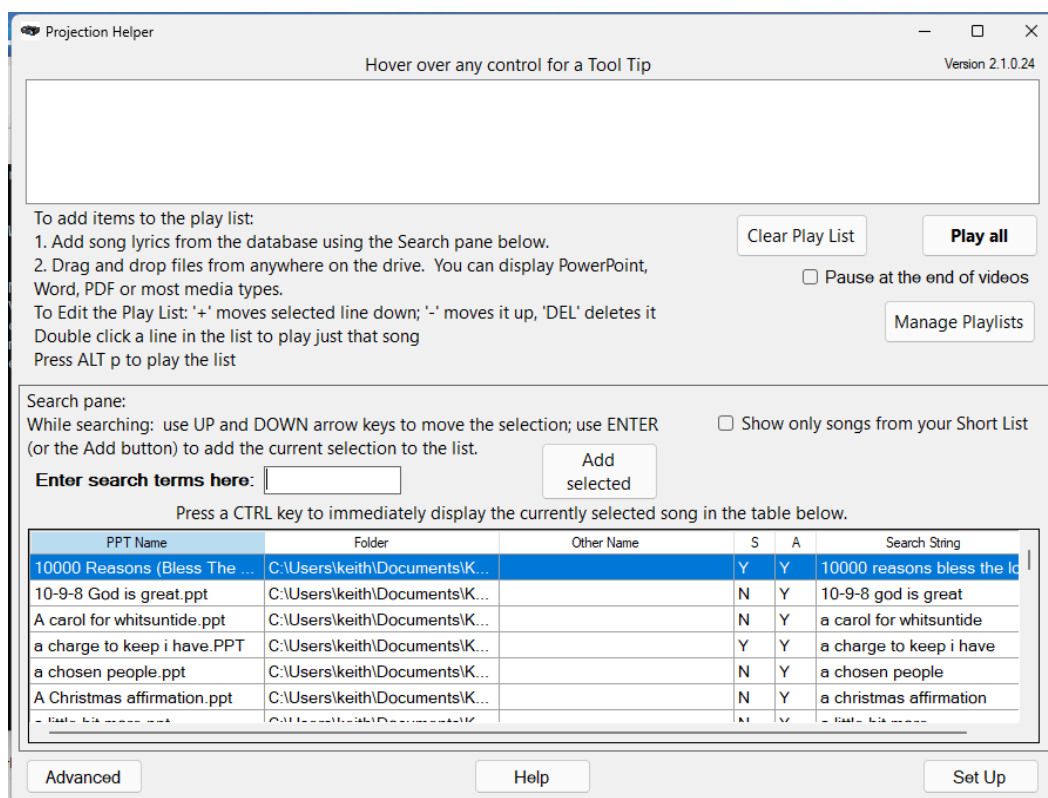 Projection Helper
Hover over any control for a Tool Tip
Version 2.1.0.24
To add items to the play list:
1. Add song lyrics from the database using the Search pane below.
2. Drag and drop files from anywhere on the drive.  You can display PowerPoint,
Word, PDF or most media types.
To Edit the Play List: '+' moves selected line down; '-' moves it up, 'DEL' deletes it
Double click a line in the list to play just that song
Press ALT p to play the list
Clear Play List
Play all
Pause at the end of videos
Manage Playlists
Search pane:
While searching:  use UP and DOWN arrow keys to move the selection; use ENTER
(or the Add button) to add the current selection to the list.
Show only songs from your Short List
Enter search terms here:
Add
selected
Press a CTRL key to immediately display the currently selected song in the table below.
PPT Name Folder Other Name S A Search String
10000 Reasons (Bless The ... C:\Users\keith\Documents\K... Y Y 10000 reasons bless the lo
10-9-8 God is great.ppt C:\Users\keith\Documents\K... N Y 10-9-8 god is great
A carol for whitsuntide.ppt C:\Users\keith\Documents\K... N Y a carol for whitsuntide
a charge to keep i have.PPT C:\Users\keith\Documents\K... Y Y a charge to keep i have
a chosen people.ppt C:\Users\keith\Documents\K... N Y a chosen people
A Christmas affirmation.ppt C:\Users\keith\Documents\K... N Y a christmas affirmation
a little bit more.ppt C:\Users\keith\Documents\K... N Y a little bit more
Advanced
Help
Set Up